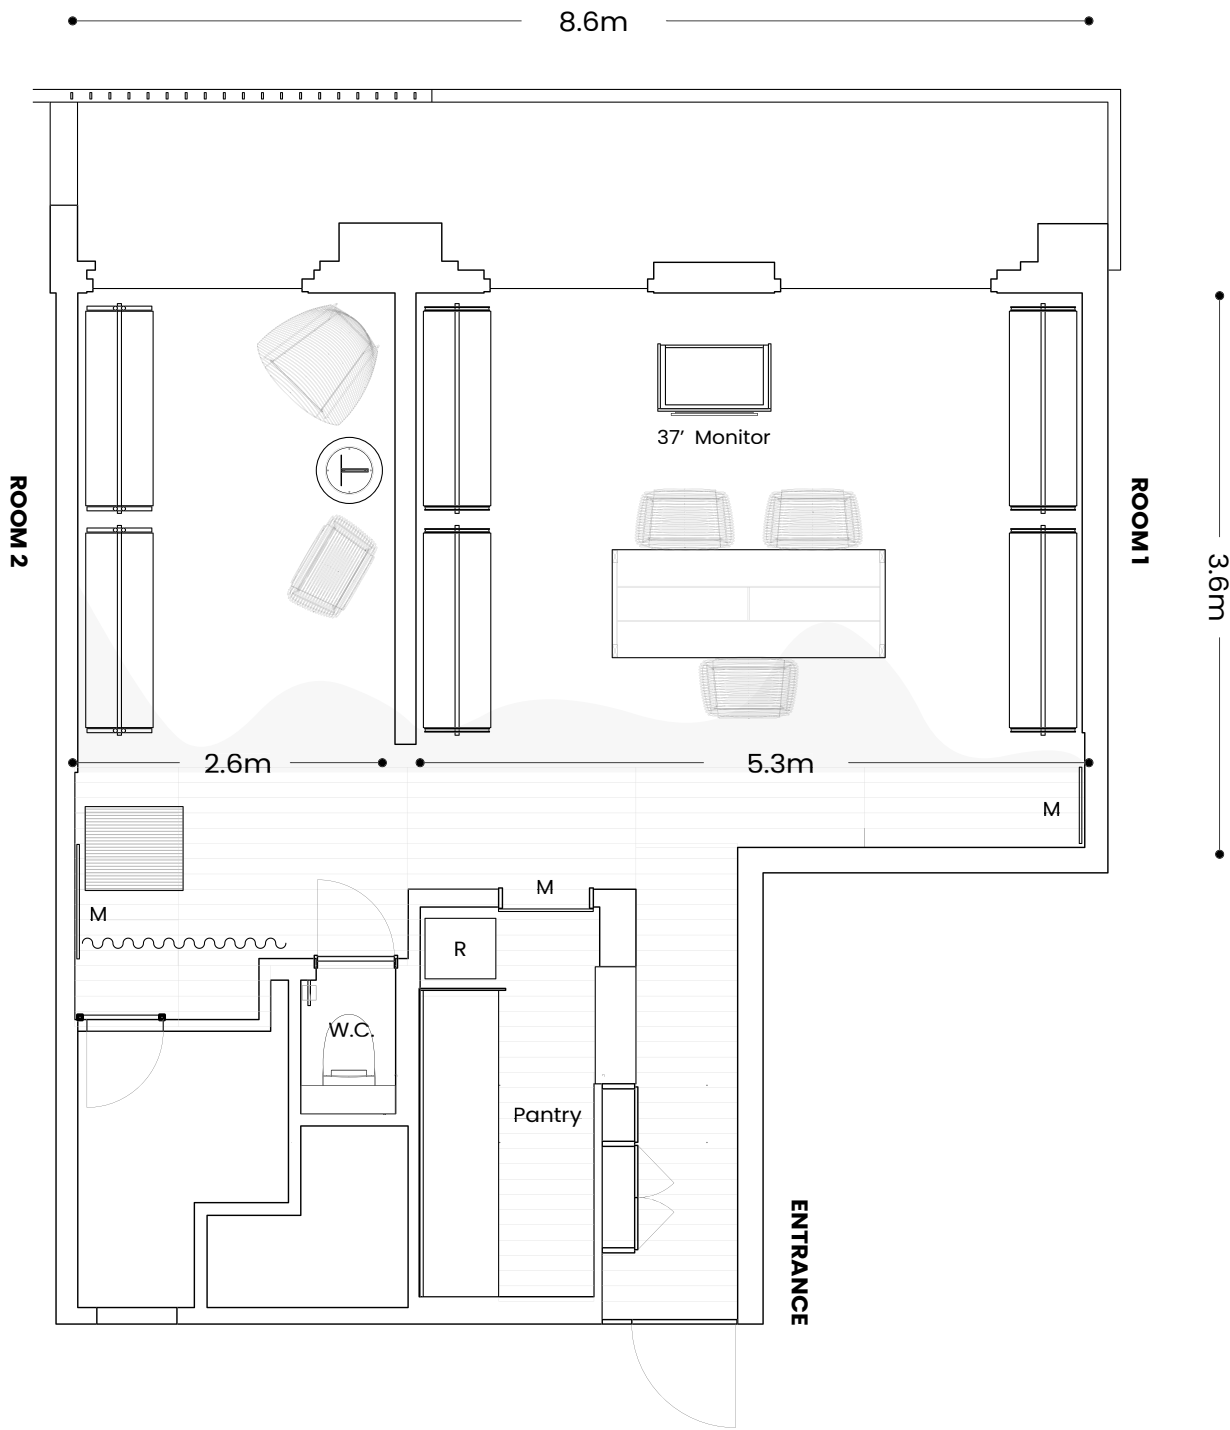 8.6m
37’ Monitor
ROOM 2
ROOM 1
3.6m
2.6m
5.3m
M
M
M
R
W.C.
Pantry
ENTRANCE